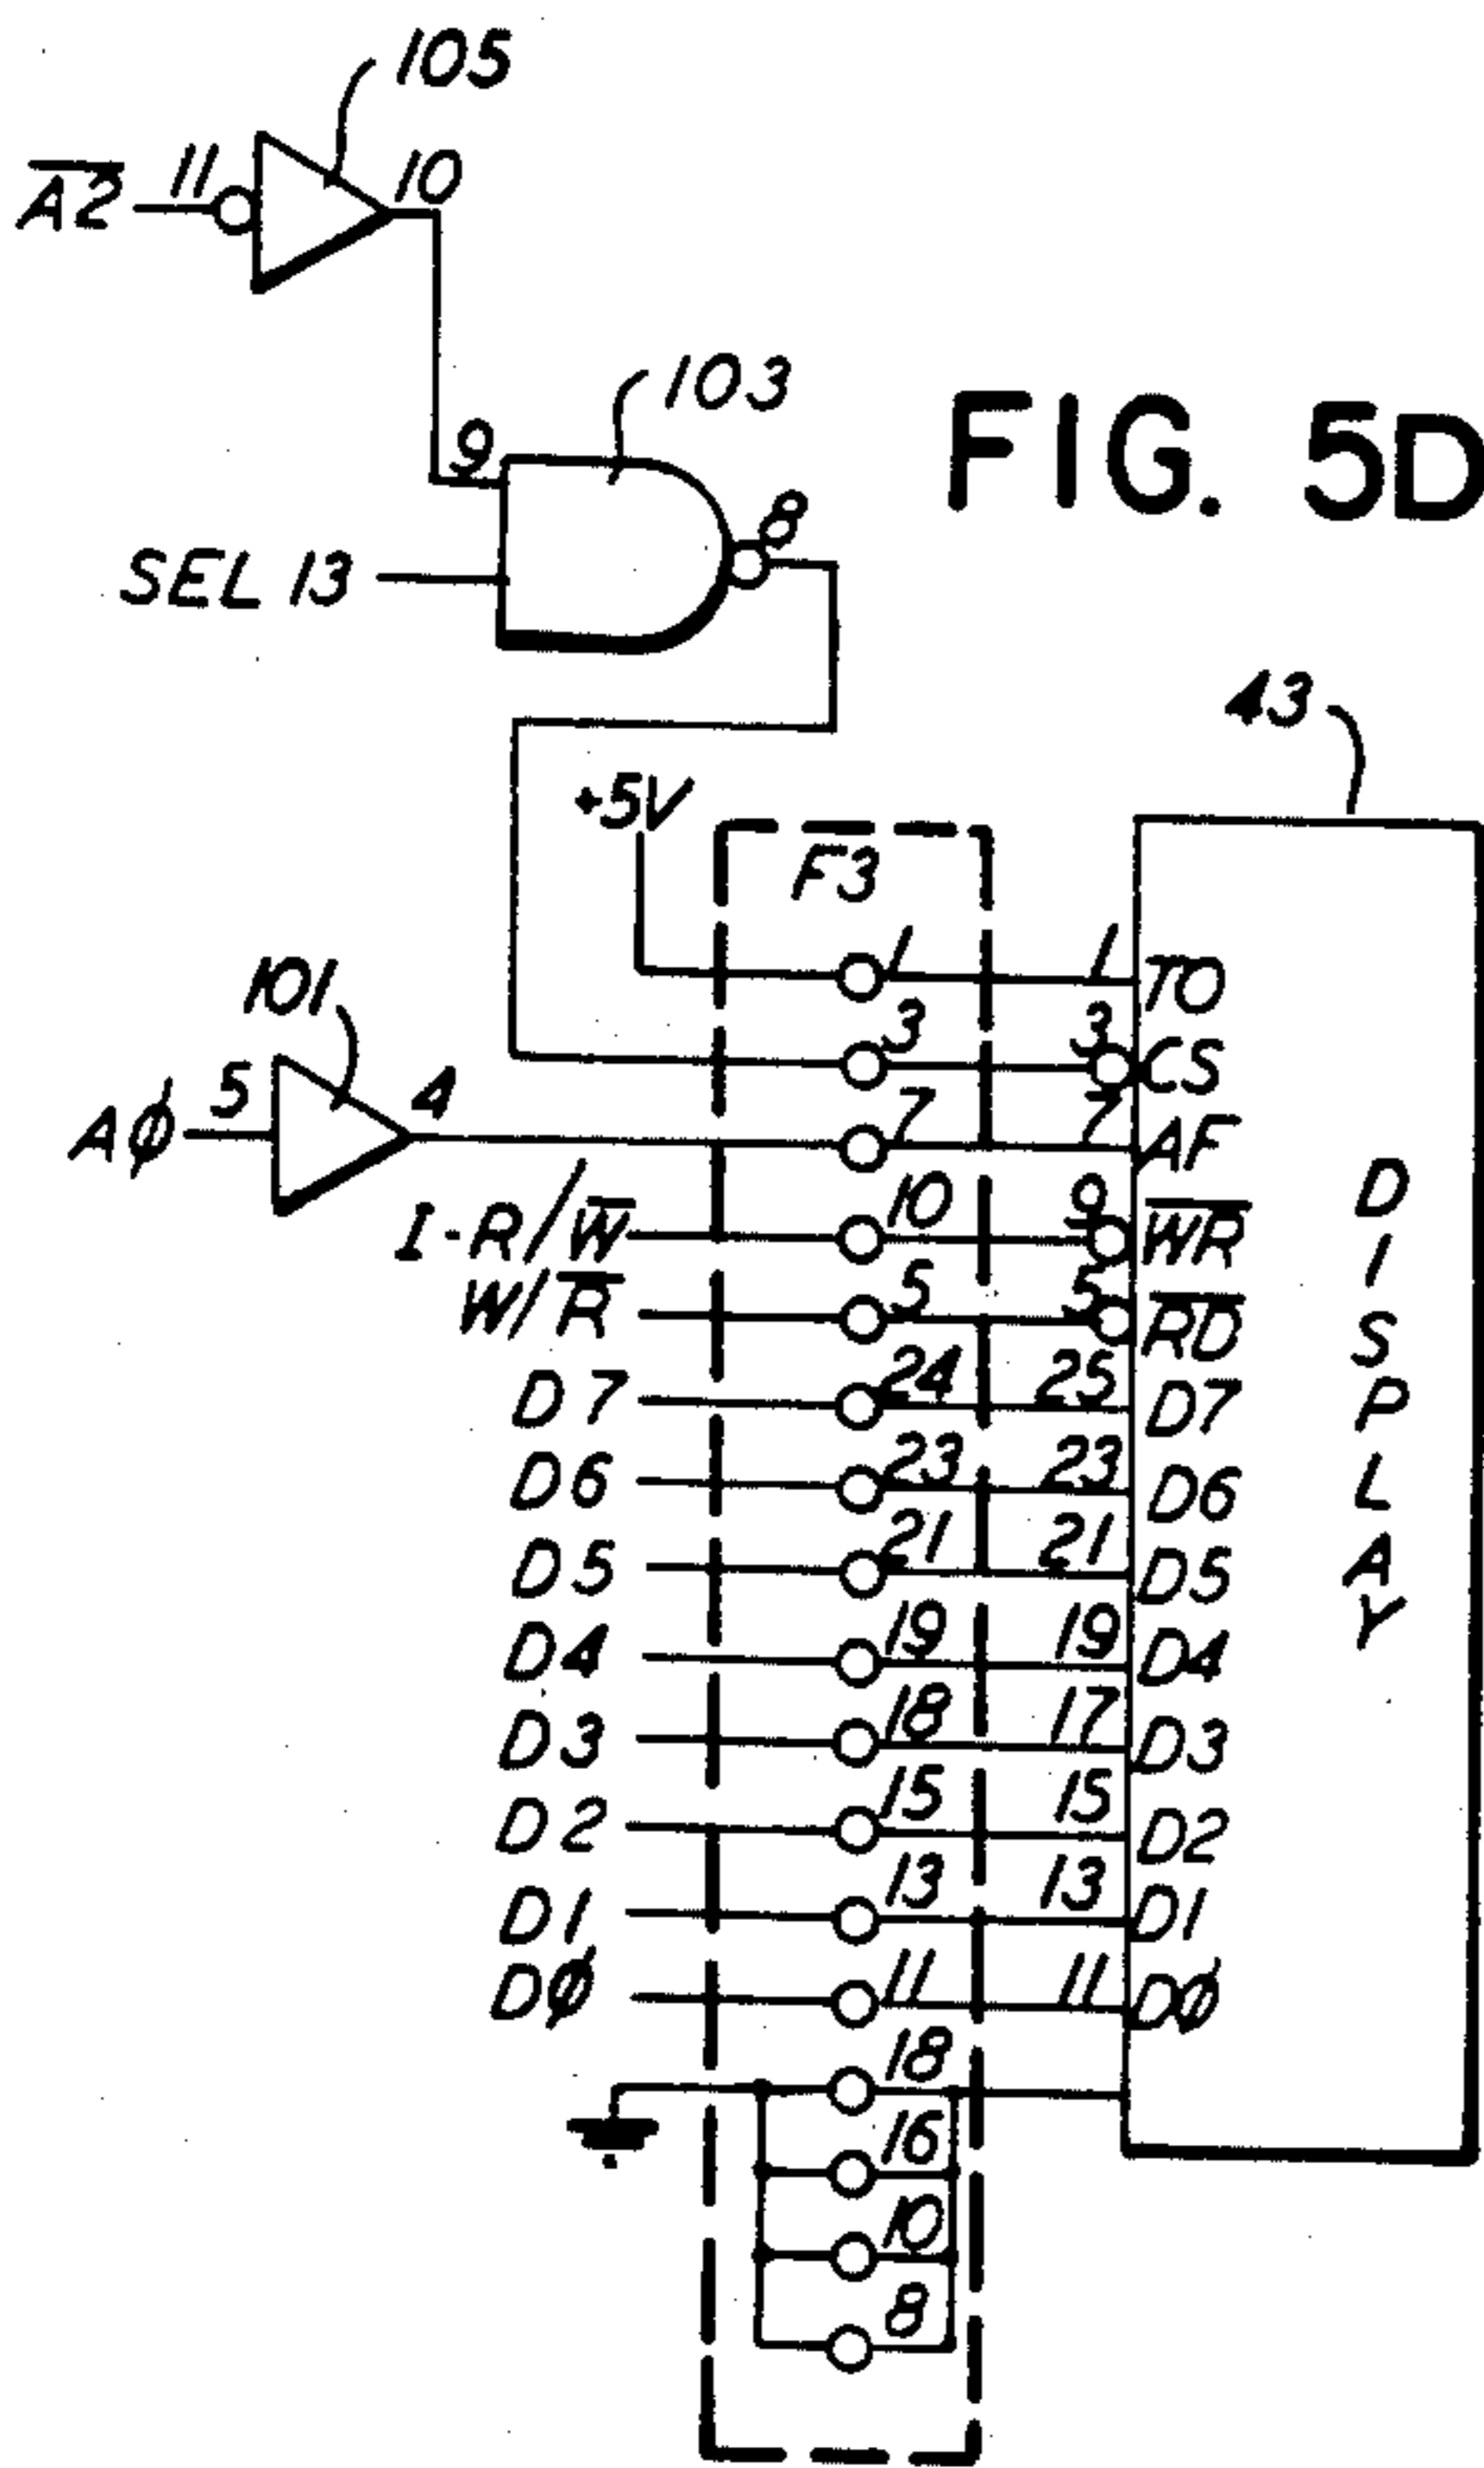 105
A̅2̅ 11 10
103
FIG. 5D
9
8
SEL 13
43
+5V
F3
1 1 TO
101
3 3 CS
AØ 5 4 7 7 AF
I-R/W̅ 10 9 W̅R̅
W/R̅ 5 5 R̅D̅
D7 24 25 D7
D6 23 23 D6
D5 21 21 D5
D4 19 19 D4
D3 18 17 D3
D2 15 15 D2
D1 13 13 D1
DØ 11 11 DØ
18
16
10
8
DISPLAY